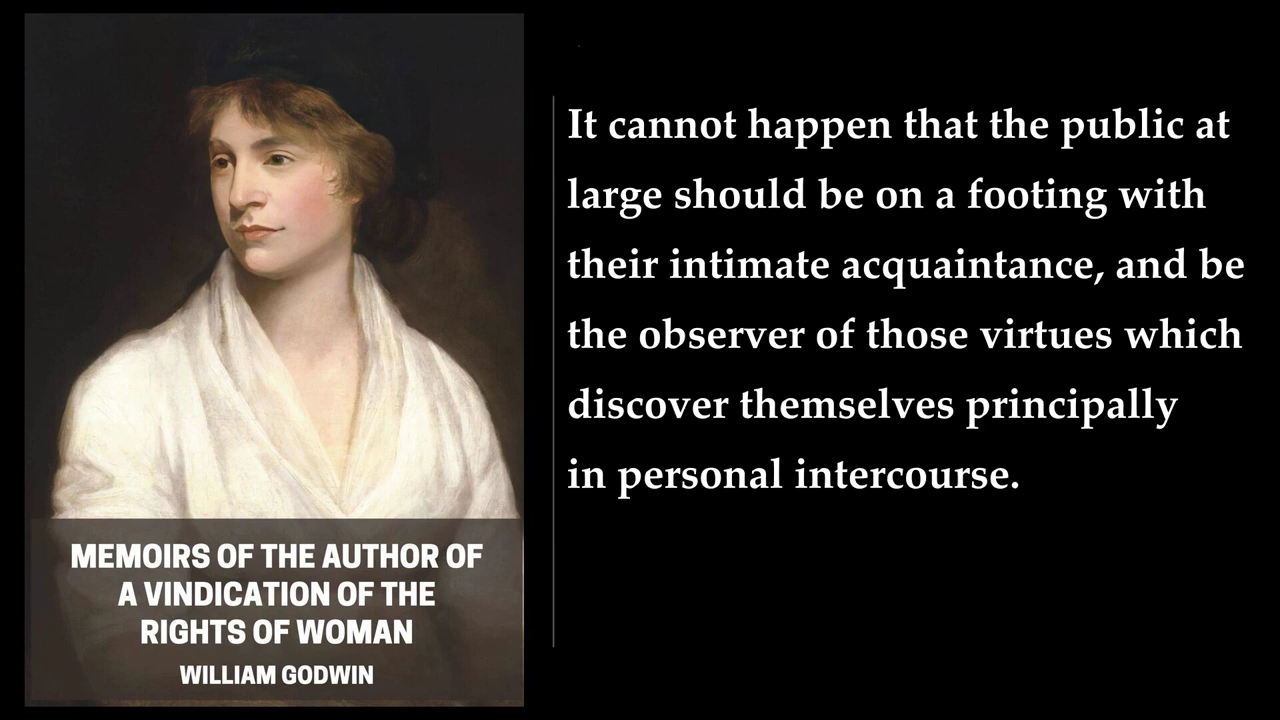 MEMOIRS OF THE AUTHOR OF
A VINDICATION OF THE
RIGHTS OF WOMAN
WILLIAM GODWIN
It cannot happen that the public at
large should be on a footing with
their intimate acquaintance, and be
the observer of those virtues which
discover themselves principally
in personal intercourse.